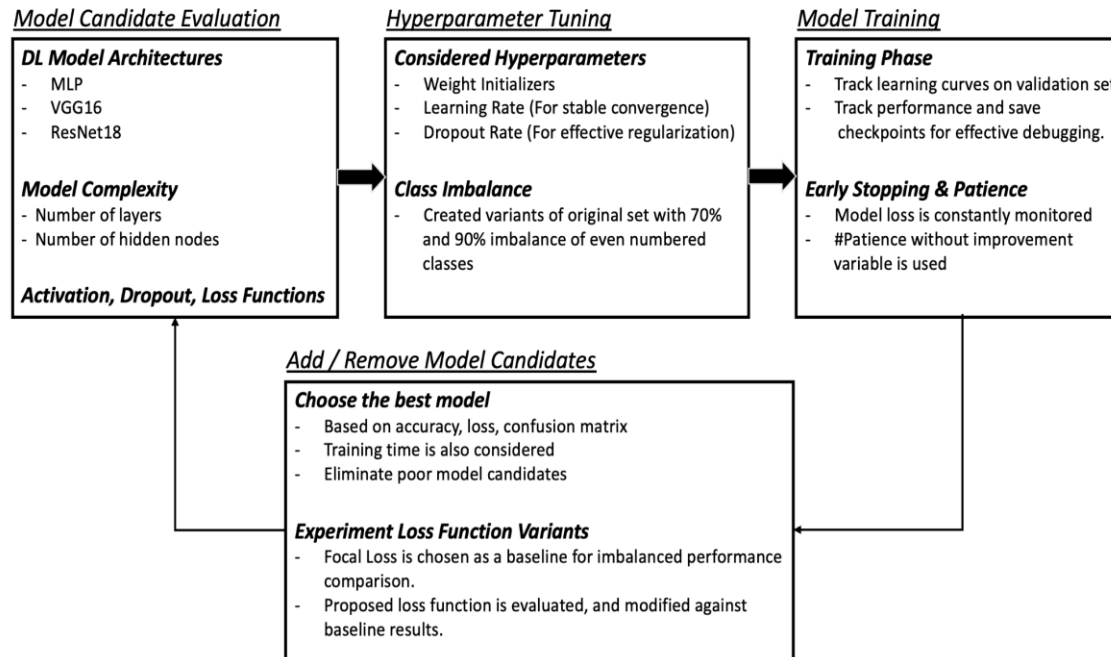 Model Candidate Evaluation
DL Model Architectures
- MLP
- VGG16
- ResNet18
Model Complexity
- Number of layers
- Number of hidden nodes
Activation, Dropout, Loss Functions
Hyperparameter Tuning
Considered Hyperparameters
- Weight Initializers
- Learning Rate (For stable convergence)
- Dropout Rate (For effective regularization)
Class Imbalance
- Created variants of original set with 70%
and 90% imbalance of even numbered
classes
Model Training
Training Phase
- Track learning curves on validation set
- Track performance and save
checkpoints for effective debugging.
Early Stopping & Patience
- Model loss is constantly monitored
- #Patience without improvement
variable is used
Add / Remove Model Candidates
Choose the best model
- Based on accuracy, loss, confusion matrix
- Training time is also considered
- Eliminate poor model candidates
Experiment Loss Function Variants
- Focal Loss is chosen as a baseline for imbalanced performance
comparison.
- Proposed loss function is evaluated, and modified against
baseline results.